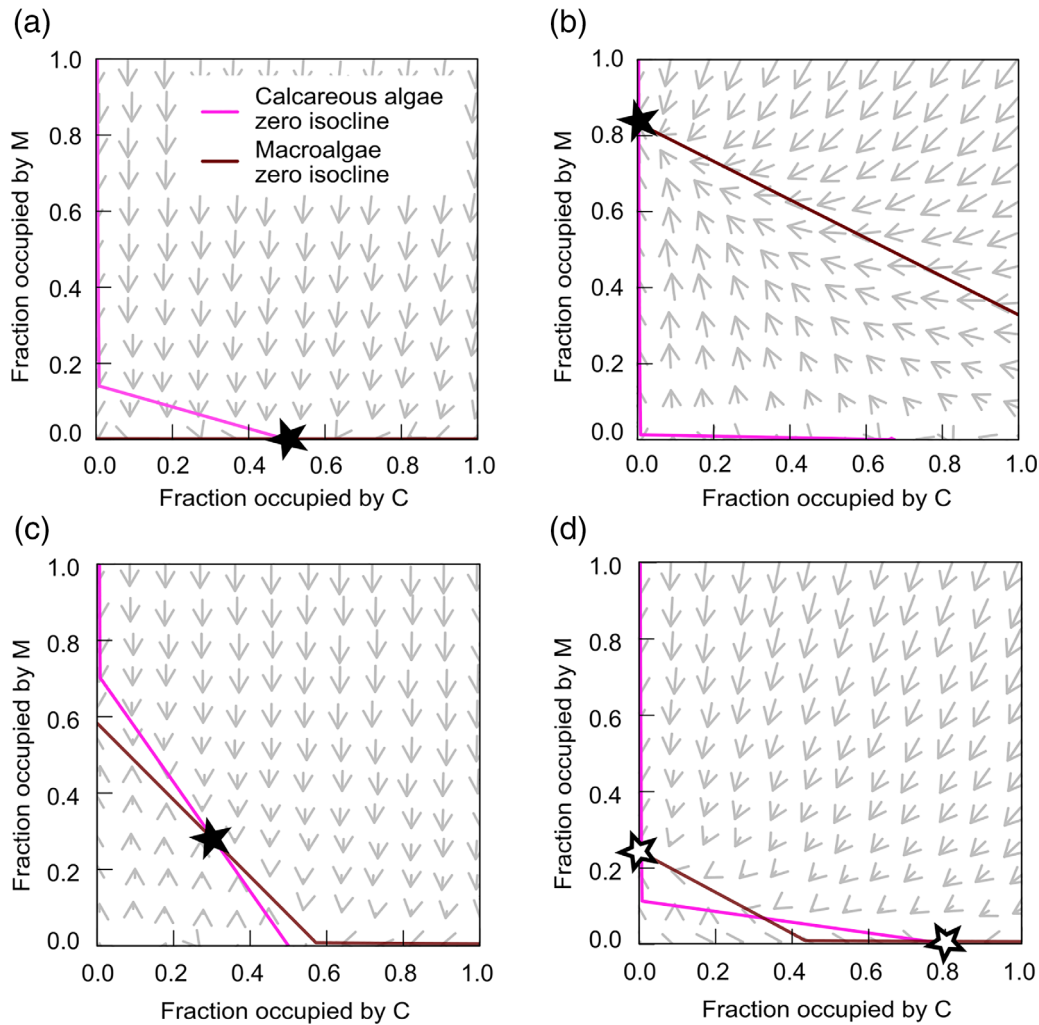 (a)
1.0
0.8
0.6
0.4
0.2
0.0
Fraction occupied by M
Calcareous algae
zero isocline
Macroalgae
zero isocline
0.0 0.2 0.4 0.6 0.8 1.0
Fraction occupied by C
(b)
1.0
0.8
0.6
0.4
0.2
0.0
Fraction occupied by M
0.0 0.2 0.4 0.6 0.8 1.0
Fraction occupied by C
(c)
1.0
0.8
0.6
0.4
0.2
0.0
Fraction occupied by M
0.0 0.2 0.4 0.6 0.8 1.0
Fraction occupied by C
(d)
1.0
0.8
0.6
0.4
0.2
0.0
Fraction occupied by M
0.0 0.2 0.4 0.6 0.8 1.0
Fraction occupied by C